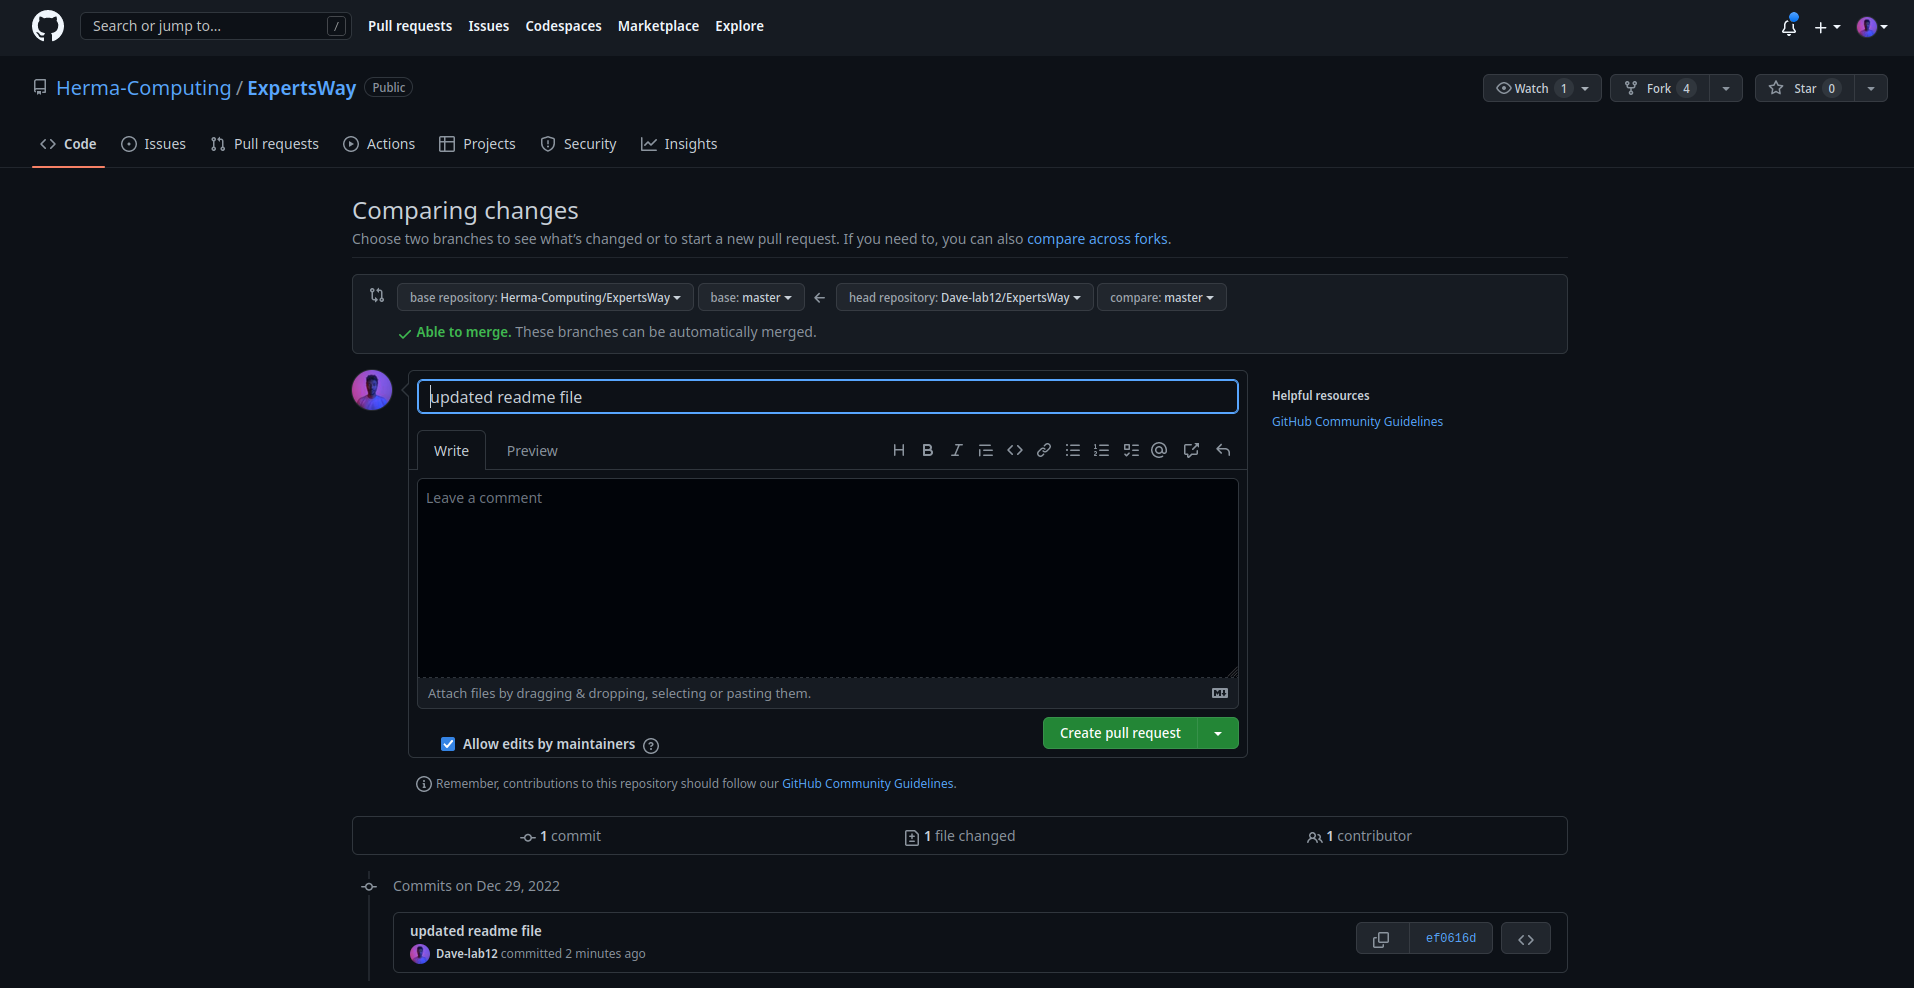 Search or jump to... /
Pull requests Issues Codespaces Marketplace Explore
Herma-Computing / ExpertsWay Public
Watch 1 Fork 4 Star 0
Code Issues Pull requests Actions Projects Security Insights
Comparing changes
Choose two branches to see what's changed or to start a new pull request. If you need to, you can also compare across forks.
base repository: Herma-Computing/ExpertsWay base: master head repository: Dave-lab12/ExpertsWay compare: master
Able to merge. These branches can be automatically merged.
updated readme file
Write Preview
Leave a comment
Attach files by dragging & dropping, selecting or pasting them.
Allow edits by maintainers
Create pull request
Remember, contributions to this repository should follow our GitHub Community Guidelines.
Helpful resources
GitHub Community Guidelines
1 commit 1 file changed 1 contributor
Commits on Dec 29, 2022
updated readme file
Dave-lab12 committed 2 minutes ago
ef0616d